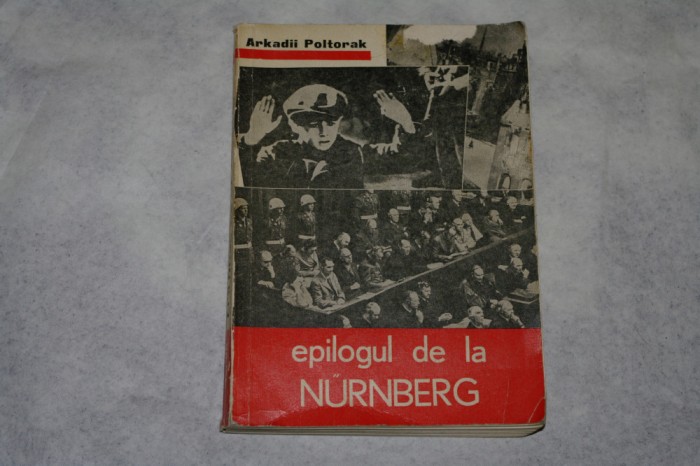 Arkadii Poltorak
epilogul de la
NÜRNBERG